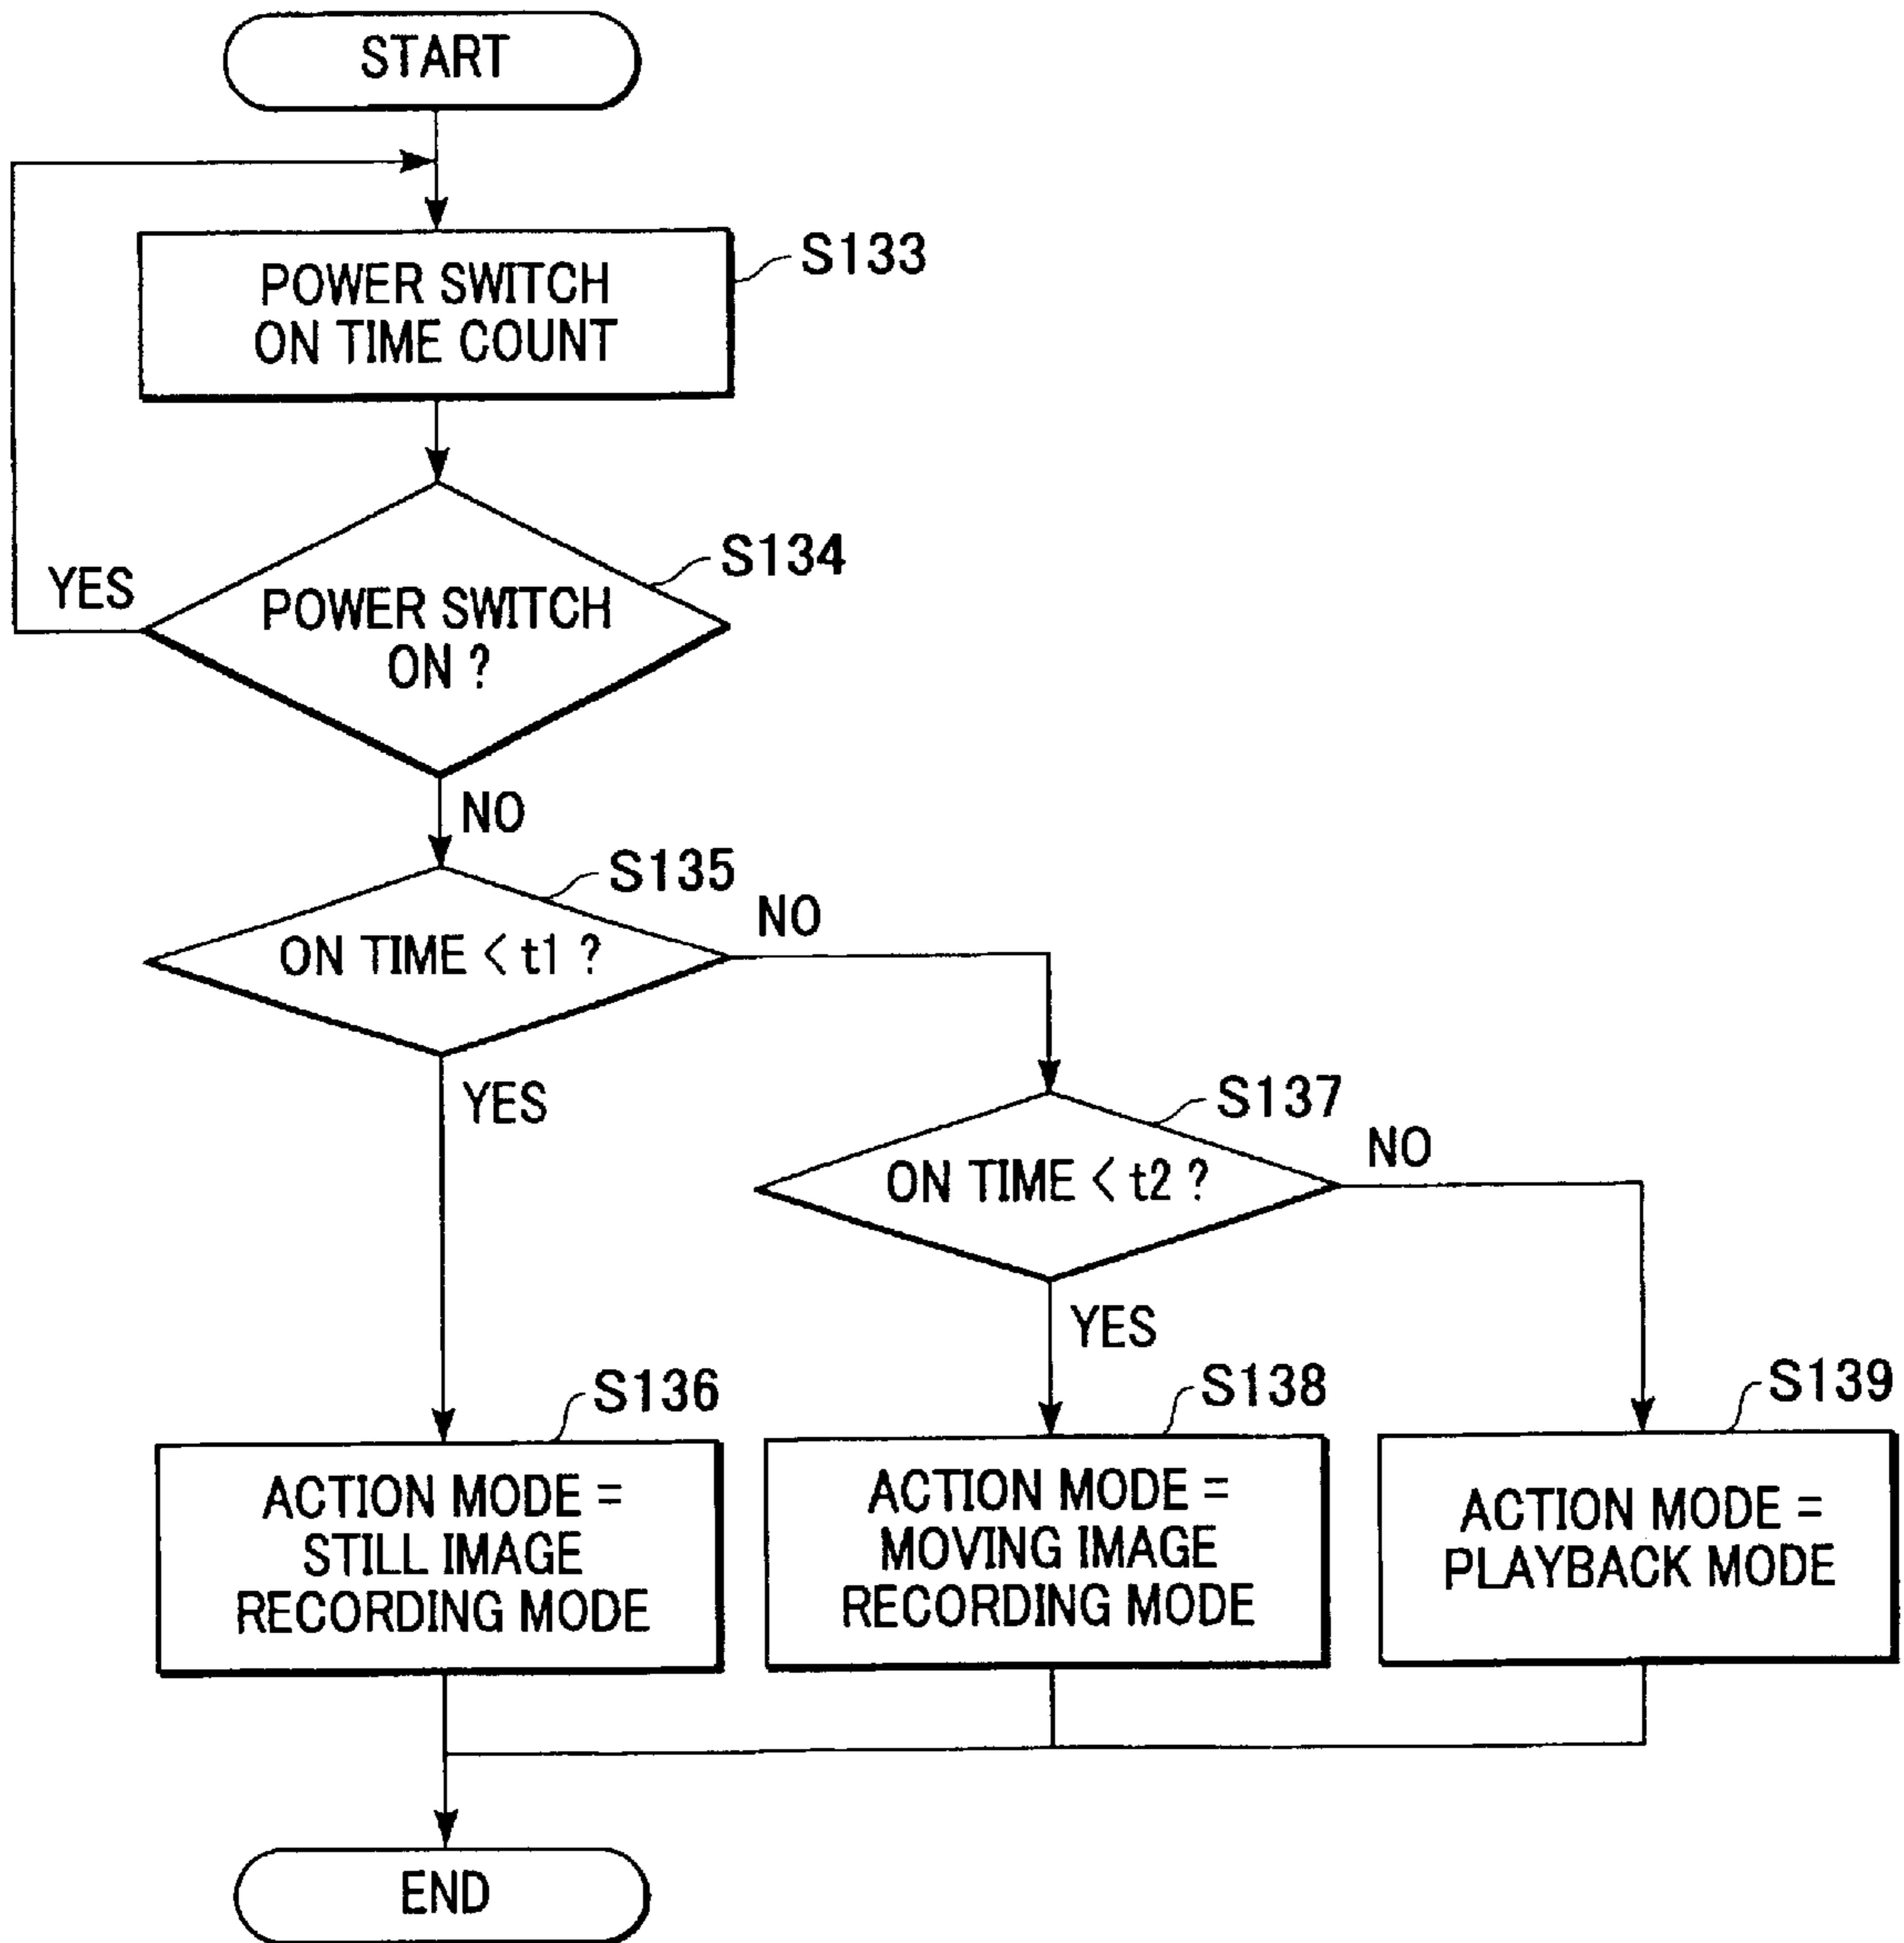 START
S133
POWER SWITCH
ON TIME COUNT
S134
YES
POWER SWITCH
ON ?
NO
S135
NO
ON TIME < t1 ?
YES
S137
NO
ON TIME < t2 ?
YES
S136
S138
S139
ACTION MODE =
STILL IMAGE
RECORDING MODE
ACTION MODE =
MOVING IMAGE
RECORDING MODE
ACTION MODE =
PLAYBACK MODE
END